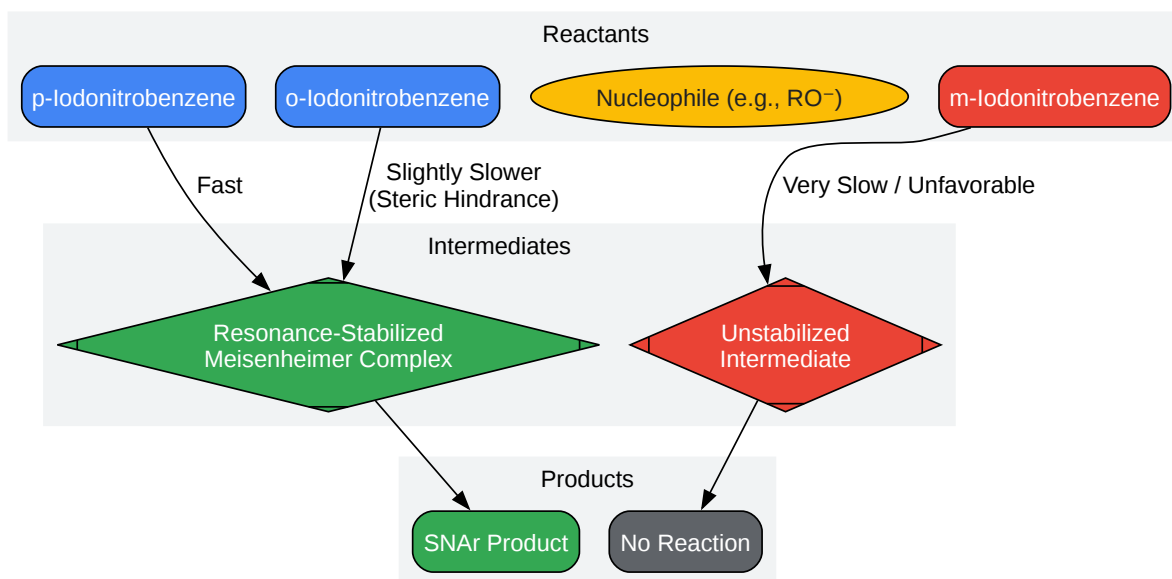 Reactants
p-Iodonitrobenzene
o-Iodonitrobenzene
Nucleophile (e.g., RO⁻)
m-Iodonitrobenzene
Fast
Slightly Slower
(Steric Hindrance)
Very Slow / Unfavorable
Intermediates
Resonance-Stabilized
Meisenheimer Complex
Unstabilized
Intermediate
Products
SNAr Product
No Reaction